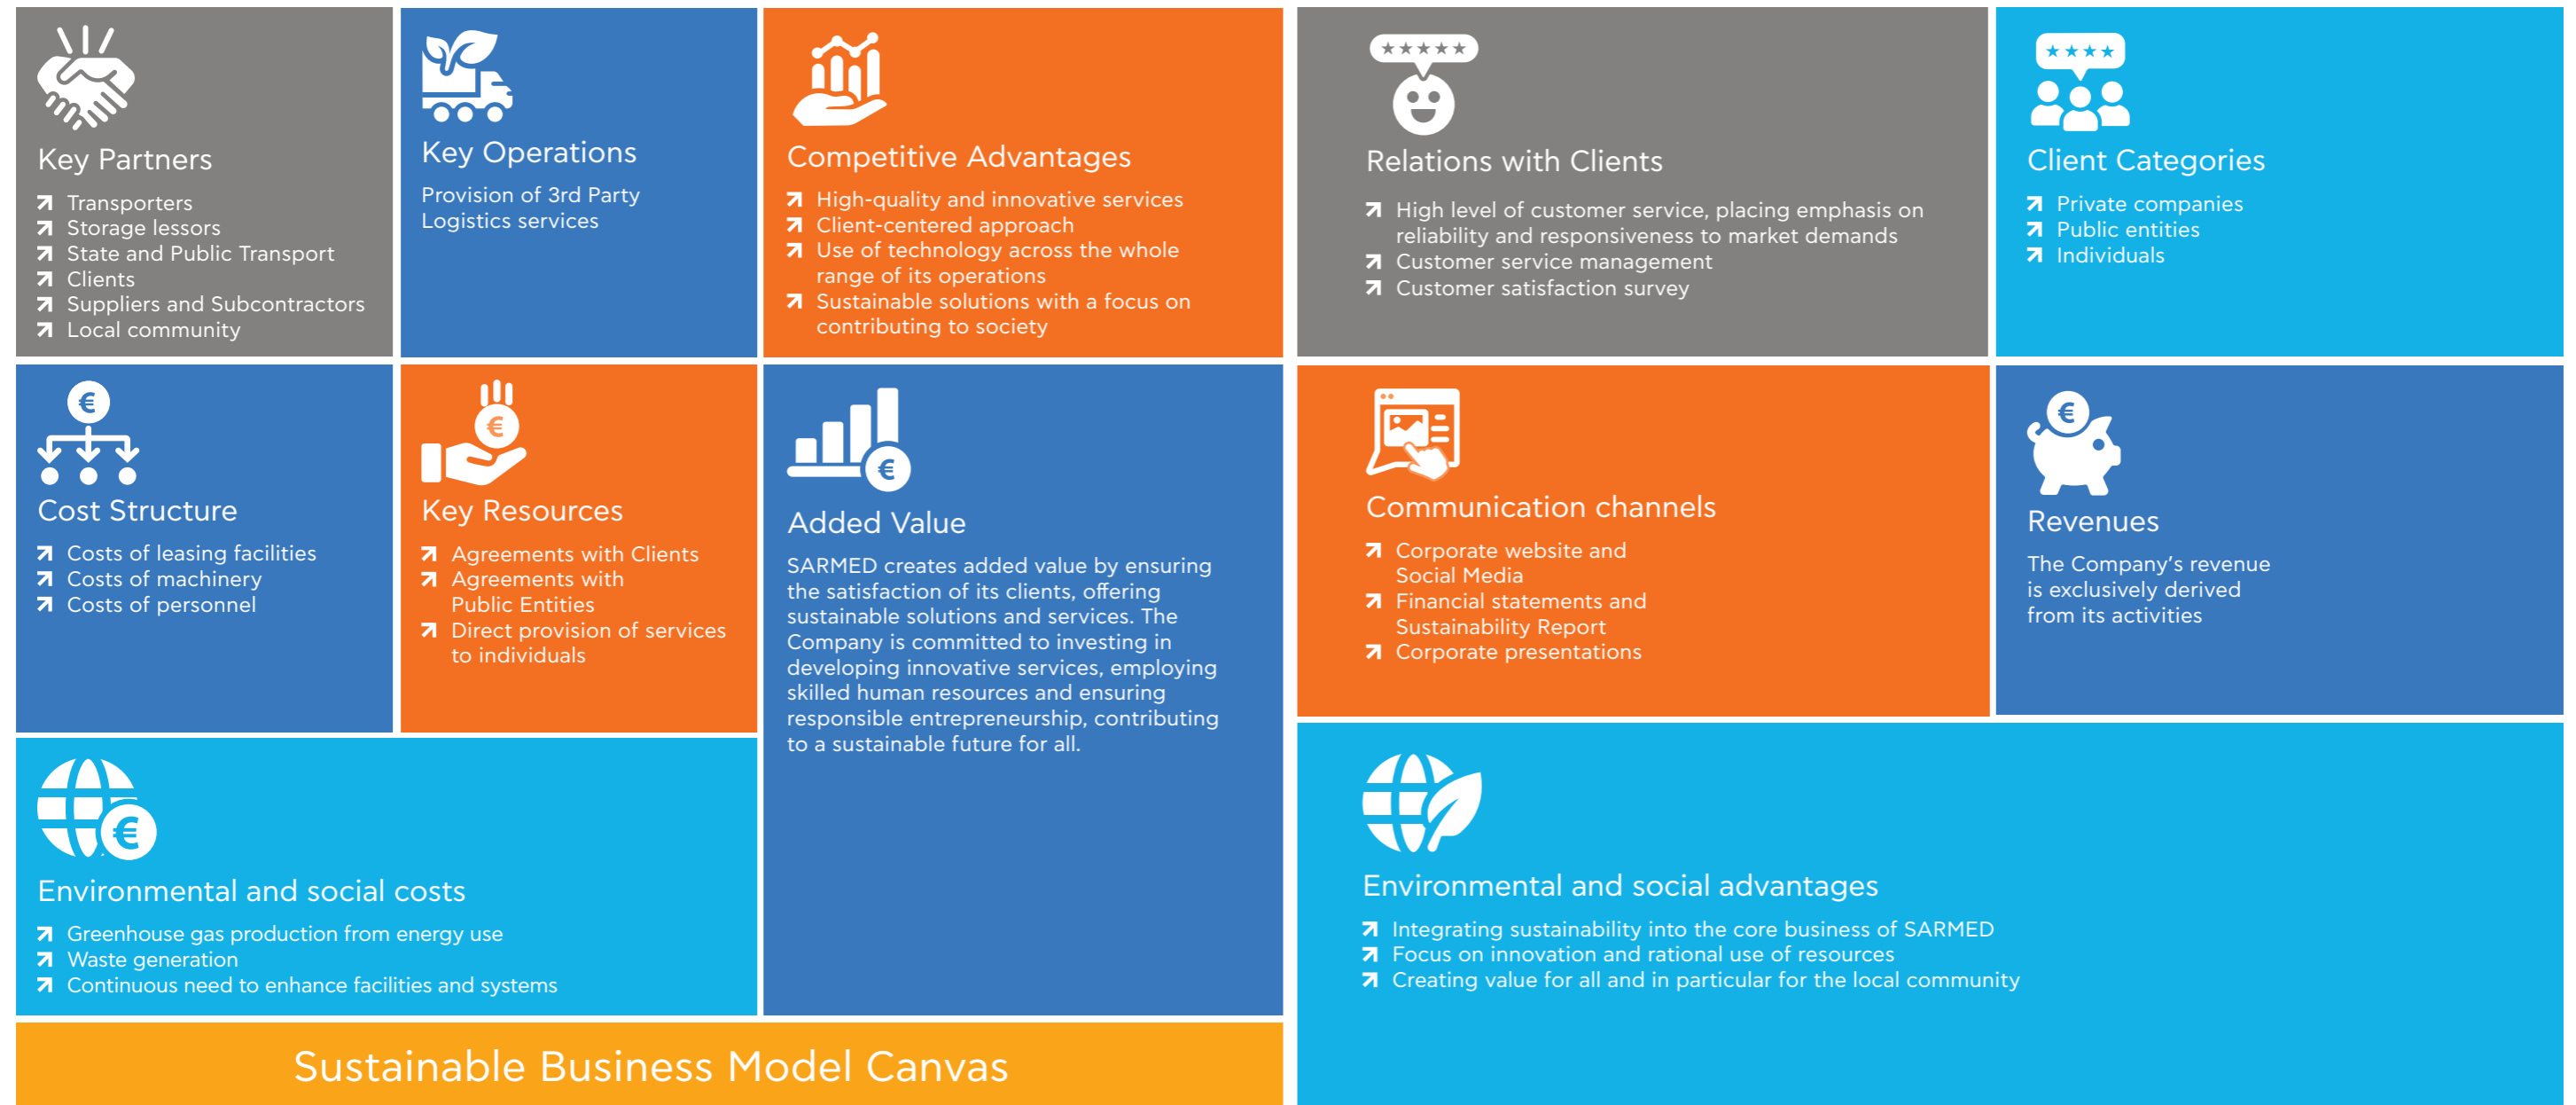 Key Partners
Transporters
Storage lessors
State and Public Transport
Clients
Suppliers and Subcontractors
Local community
Key Operations
Provision of 3rd Party
Logistics services
Competitive Advantages
High-quality and innovative services
Client-centered approach
Use of technology across the whole
range of its operations
Sustainable solutions with a focus on
contributing to society
Relations with Clients
High level of customer service, placing emphasis on
reliability and responsiveness to market demands
Customer service management
Customer satisfaction survey
Client Categories
Private companies
Public entities
Individuals
€
Cost Structure
Costs of leasing facilities
Costs of machinery
Costs of personnel
€
Key Resources
Agreements with Clients
Agreements with
Public Entities
Direct provision of services
to individuals
€
Added Value
SARMED creates added value by ensuring
the satisfaction of its clients, offering
sustainable solutions and services. The
Company is committed to investing in
developing innovative services, employing
skilled human resources and ensuring
responsible entrepreneurship, contributing
to a sustainable future for all.
Communication channels
Corporate website and
Social Media
Financial statements and
Sustainability Report
Corporate presentations
€
Revenues
The Company's revenue
is exclusively derived
from its activities
€
Environmental and social costs
Greenhouse gas production from energy use
Waste generation
Continuous need to enhance facilities and systems
Environmental and social advantages
Integrating sustainability into the core business of SARMED
Focus on innovation and rational use of resources
Creating value for all and in particular for the local community
Sustainable Business Model Canvas